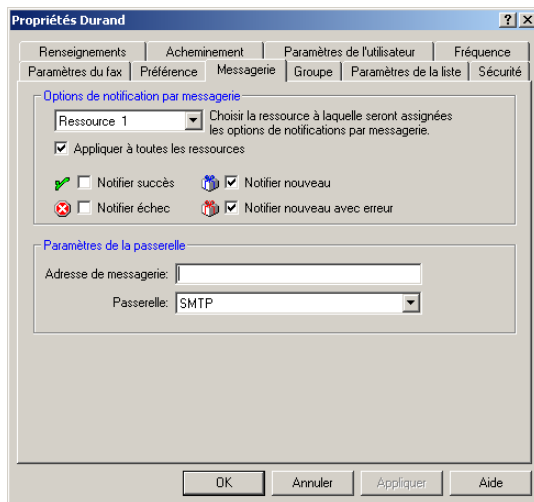 Propriétés Durand
Renseignements Acheminement Paramètres de l'utilisateur Fréquence
Paramètres du fax Préférence Messagerie Groupe Paramètres de la liste Sécurité
Options de notification par messagerie
Ressource 1
Choisir la ressource à laquelle seront assignées
les options de notifications par messagerie.
Appliquer à toutes les ressources
Notifier succès Notifier nouveau
Notifier échec Notifier nouveau avec erreur
Paramètres de la passerelle
Adresse de messagerie:
Passerelle: SMTP
OK Annuler Appliquer Aide